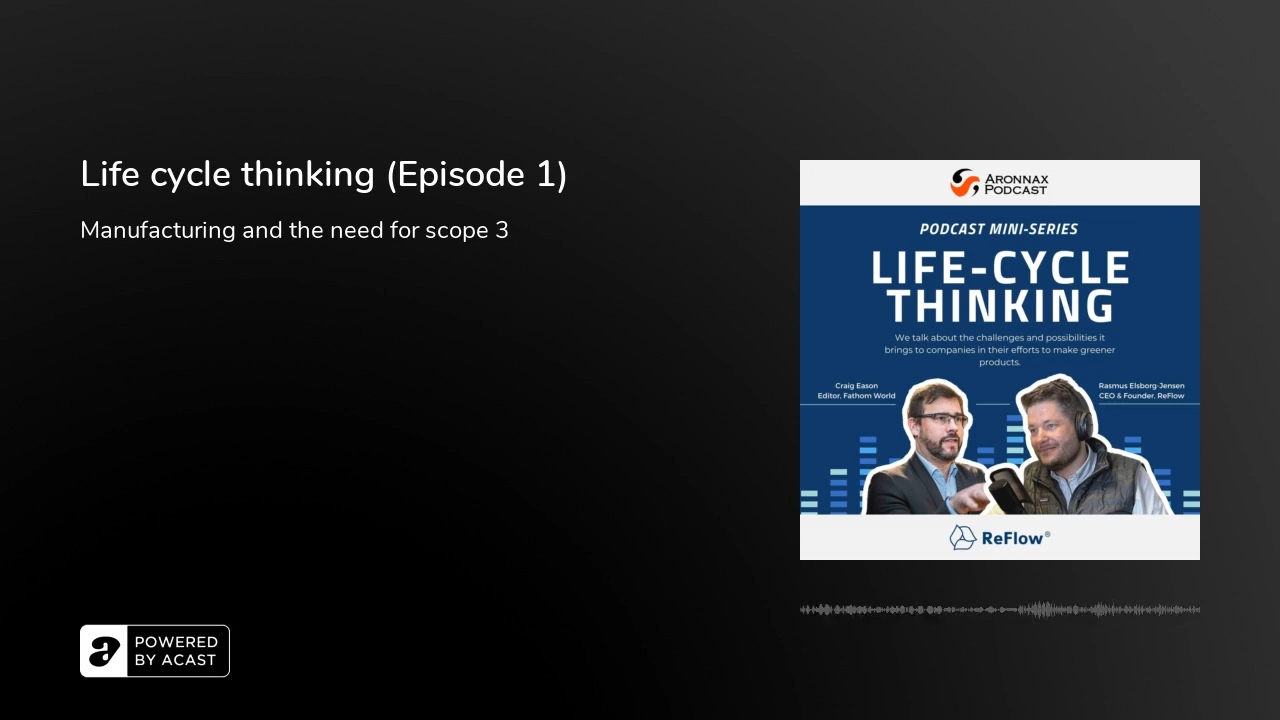 Life cycle thinking (Episode 1)
Manufacturing and the need for scope 3
ARONNAX
PODCAST
PODCAST MINI-SERIES
LIFE-CYCLE
THINKING
We talk about the challenges and possibilities it
brings to companies in their efforts to make greener
products.
Craig Eason
Editor, Fathom World
Rasmus Elsborg-Jensen
CEO & Founder, ReFlow
ReFlow®
POWERED
BY ACAST